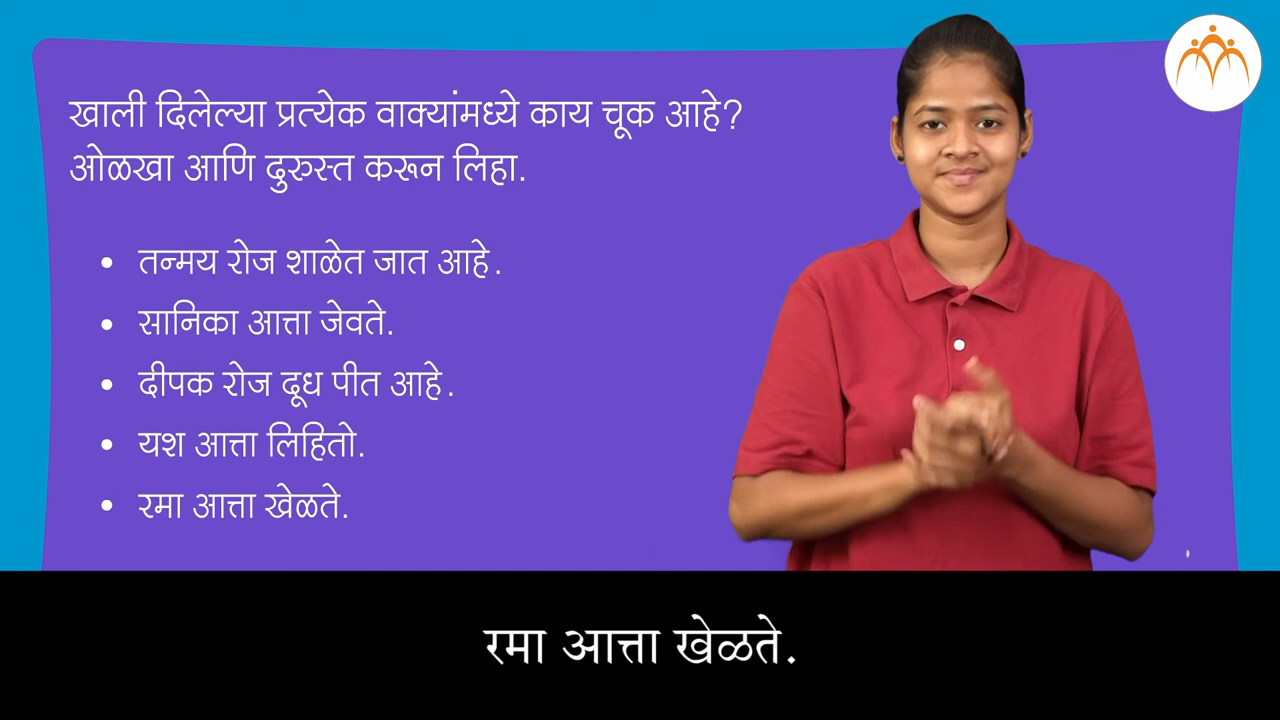 खाली दिलेल्या प्रत्येक वाक्यांमध्ये काय चूक आहे?
ओळखा आणि दुरुस्त करून लिहा.
• तन्मय रोज शाळेत जात आहे.
• सानिका आत्ता जेवते.
• दीपक रोज दूध पीत आहे.
• यश आत्ता लिहितो.
• रमा आत्ता खेळते.
रमा आत्ता खेळते.